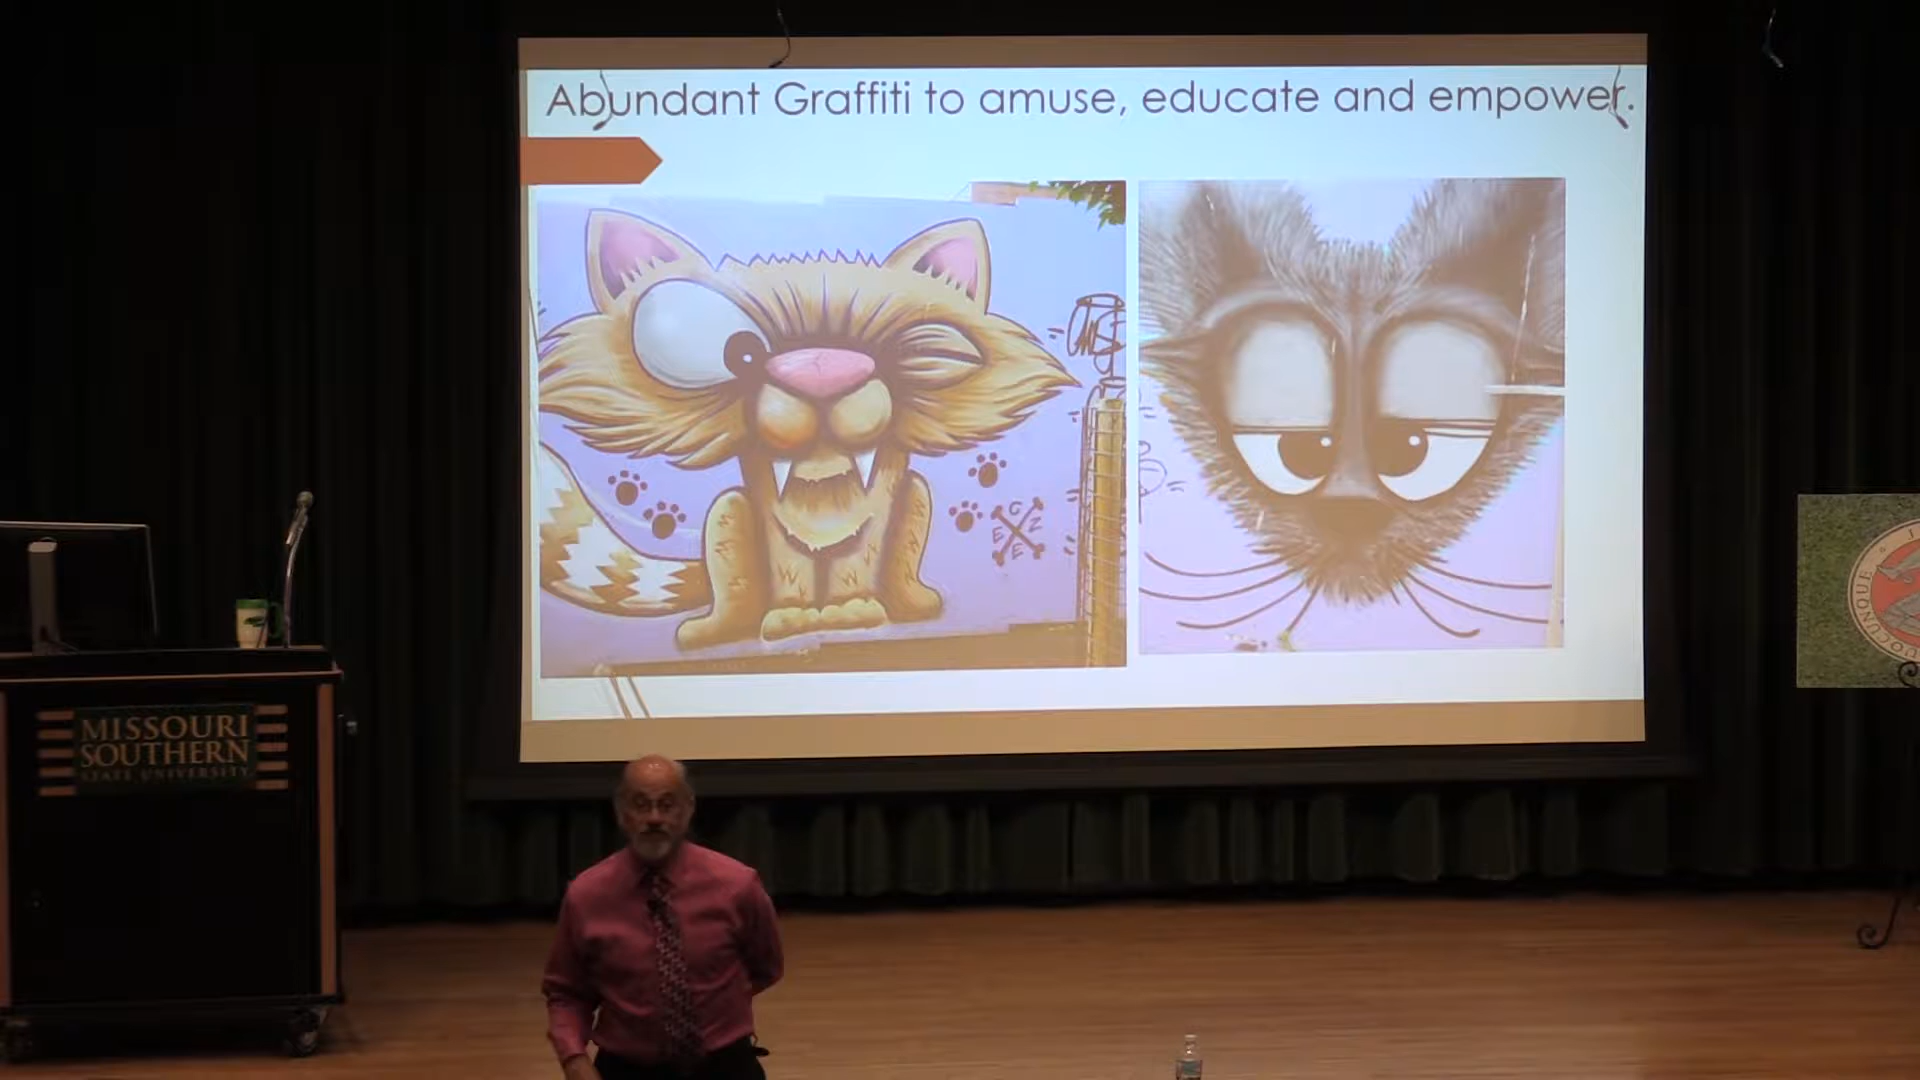 Abundant Graffiti to amuse, educate and empower.
G
E Z
E
MISSOURI
SOUTHERN
STATE UNIVERSITY